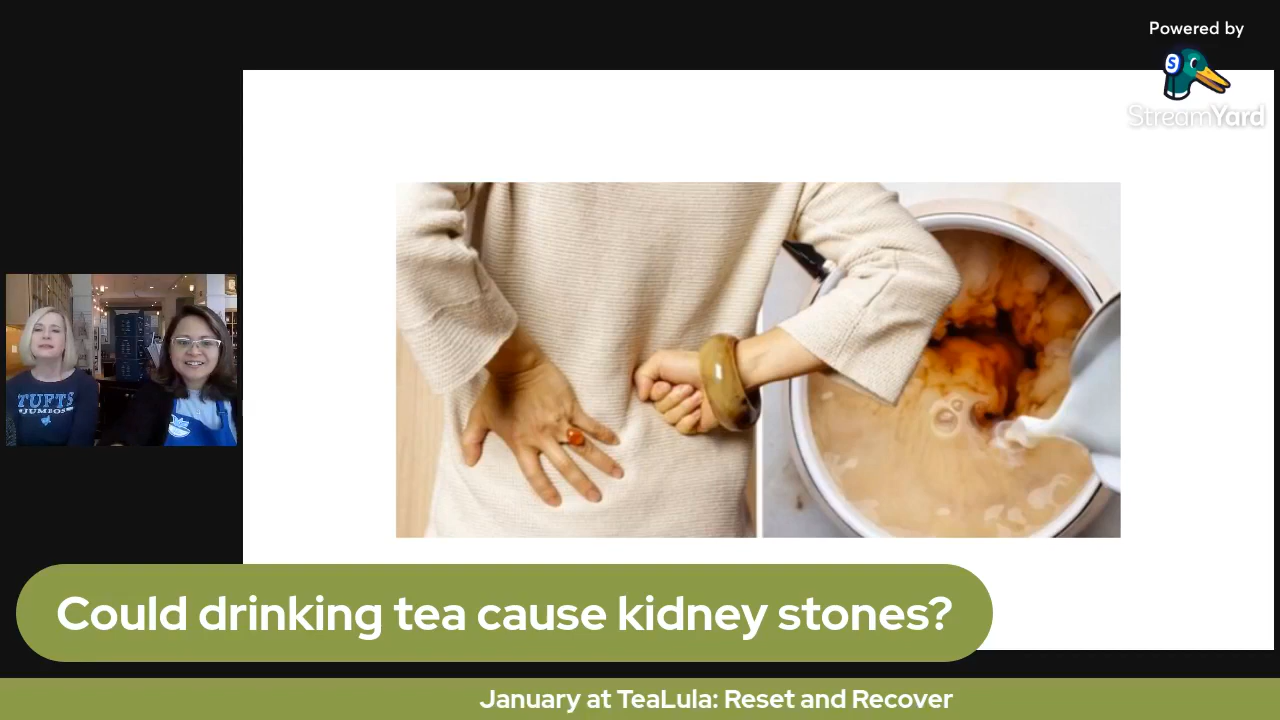 Powered by
S
StreamYard
TUFTS
JUMBOS
Could drinking tea cause kidney stones?
January at TeaLula: Reset and Recover